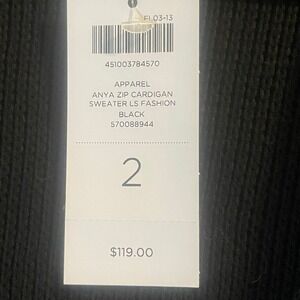 FL03-13
451003784570
APPAREL
ANYA ZIP CARDIGAN
SWEATER LS FASHION
BLACK
570088944
2
$119.00